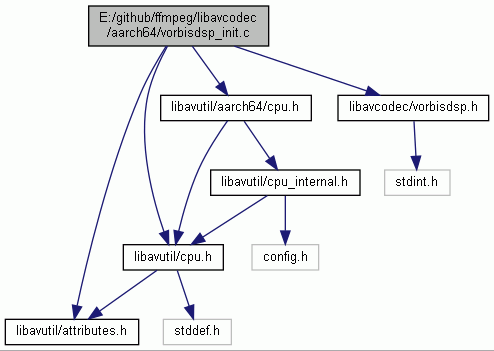 E:/github/ffmpeg/libavcodec
/aarch64/vorbisdsp_init.c
libavutil/aarch64/cpu.h
libavcodec/vorbisdsp.h
libavutil/cpu_internal.h
stdint.h
libavutil/cpu.h
config.h
libavutil/attributes.h
stddef.h